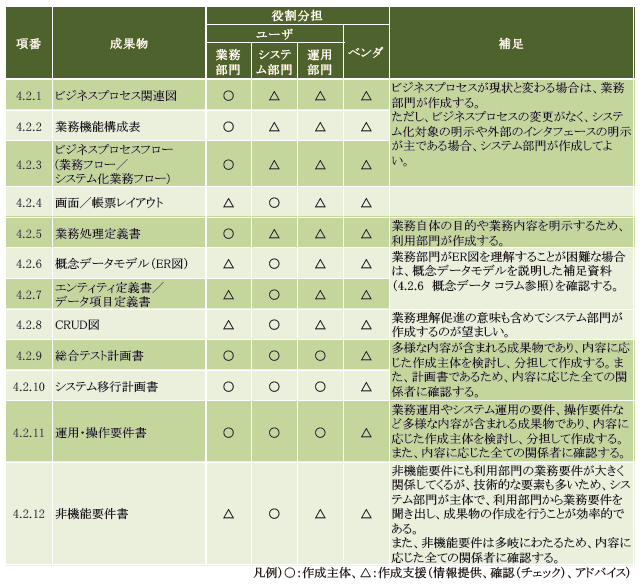 項番
成果物
役割分担
ユーザ
業務
部門
システ
ム部門
運用
部門
ベンダ
補足
4.2.1
ビジネスプロセス関連図
○
△
△
△
ビジネスプロセスが現状と変わる場合は、業務
部門が作成する。
ただし、ビジネスプロセスの変更がなく、システ
ム化対象の明示や外部のインタフェースの明示
が主である場合、システム部門が作成してよ
い。
4.2.2
業務機能構成表
○
△
△
△
4.2.3
ビジネスプロセスフロー
(業務フロー/
システム化業務フロー)
○
△
△
△
4.2.4
画面/帳票レイアウト
△
○
△
△
4.2.5
業務処理定義書
○
△
△
△
業務自体の目的や業務内容を明示するため、
利用部門が作成する。
4.2.6
概念データモデル(ER図)
△
○
△
△
業務部門がER図を理解することが困難な場合
は、概念データモデルを説明した補足資料
(4.2.6 概念データ コラム参照)を確認する。
4.2.7
エンティティ定義書/
データ項目定義書
△
○
△
△
4.2.8
CRUD図
△
○
△
△
業務理解促進の意味も含めてシステム部門が
作成するのが望ましい。
4.2.9
総合テスト計画書
○
○
○
△
多様な内容が含まれる成果物であり、内容に応
じた作成主体を検討し、分担して作成する。ま
た、計画書であるため、内容に応じた全ての関
係者に確認する。
4.2.10
システム移行計画書
○
○
○
△
4.2.11
運用・操作要件書
○
○
○
△
業務運用やシステム運用の要件、操作要件な
ど多様な内容が含まれる成果物であり、内容に
応じた作成主体を検討し、分担して作成する。
また、内容に応じた全ての関係者に確認する。
4.2.12
非機能要件書
△
○
△
△
非機能要件にも利用部門の業務要件が大きく
関係してくるが、技術的な要素も多いため、シス
テム部門が主体で、利用部門から業務要件を
聞き出し、成果物の作成を行うことが効率的で
ある。
また、非機能要件は多岐にわたるため、内容に
応じた全ての関係者に確認する。
凡例)○:作成主体、△:作成支援(情報提供、確認(チェック)、アドバイス)